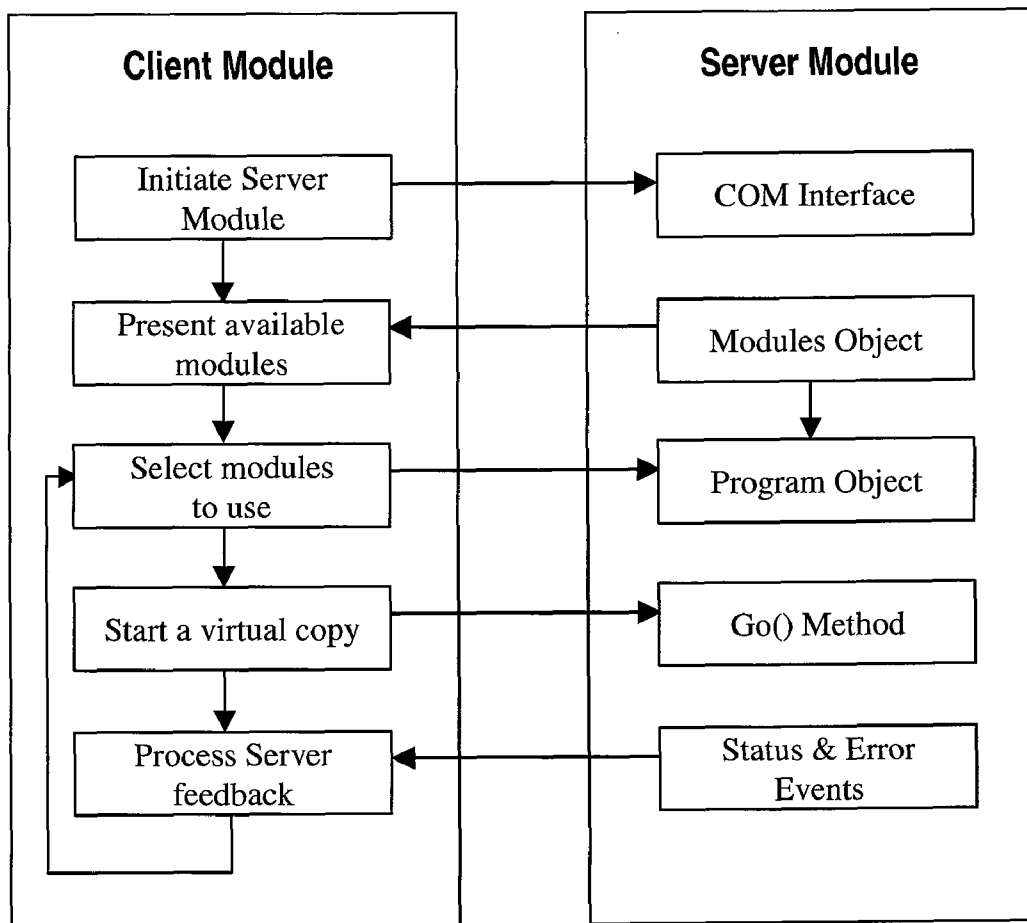 Client Module
Initiate Server
Module
Present available
modules
Select modules
to use
Start a virtual copy
Process Server
feedback
Server Module
COM Interface
Modules Object
Program Object
Go() Method
Status & Error
Events